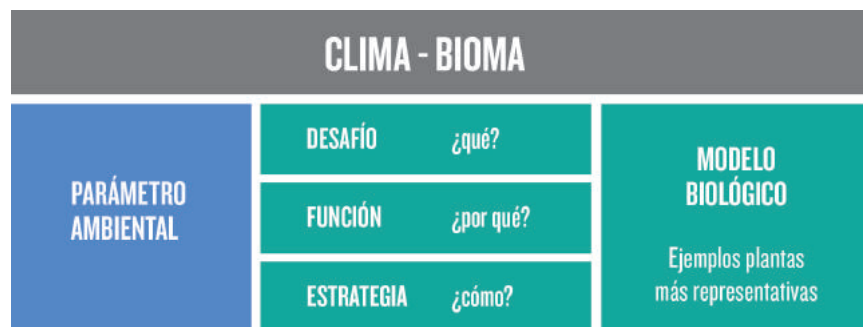 CLIMA - BIOMA
PARÁMETRO
AMBIENTAL
DESAFÍO ¿qué?
FUNCIÓN ¿por qué?
ESTRATEGIA ¿cómo?
MODELO
BIOLÓGICO
Ejemplos plantas
más representativas